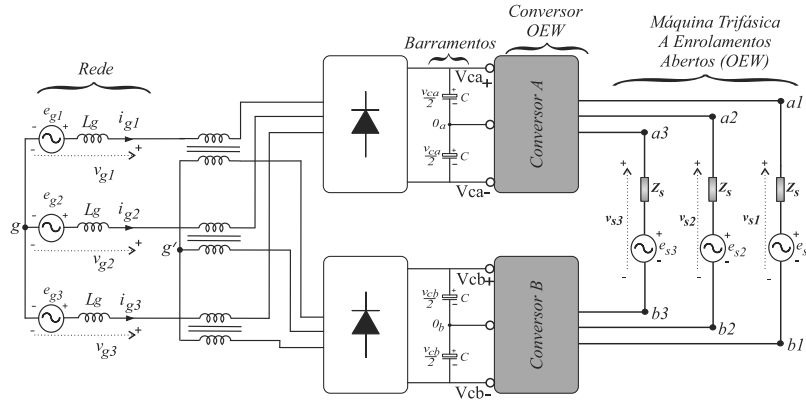 Rede
Barramentos
Conversor
OEW
Máquina Trifásica
A Enrolamentos
Abertos (OEW)
e_g1
Lg
i_g1
v_g1
e_g2
Lg
i_g2
v_g2
e_g3
Lg
i_g3
v_g3
g
g'
Vca+
v_ca/2
C
0_a
v_ca/2
C
Vca-
Conversor A
Vcb+
v_cb/2
C
0_b
v_cb/2
C
Vcb-
Conversor B
a1
a2
a3
Z_s
Z_s
Z_s
v_s3
v_s2
v_s1
e_s3
e_s2
e_s
b3
b2
b1